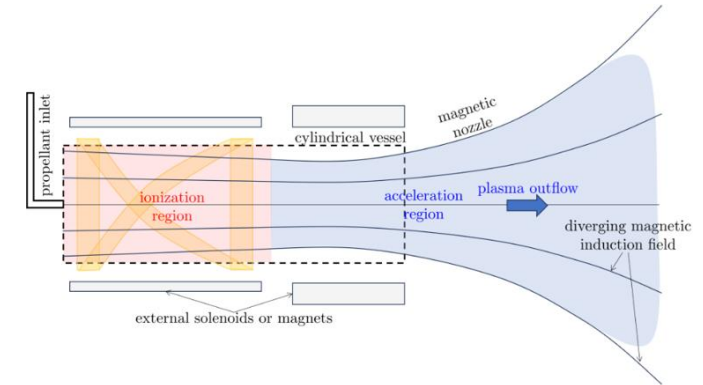 propellant inlet
cylindrical vessel
magnetic
nozzle
ionization
region
acceleration
region
plasma outflow
diverging magnetic
induction field
external solenoids or magnets